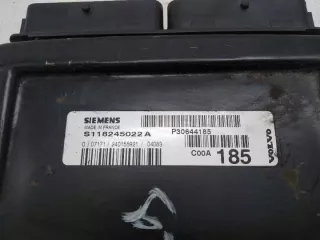 SIEMENS
MADE IN FRANCE
S118245022 A
P30644185
C00A 185
VOLVO